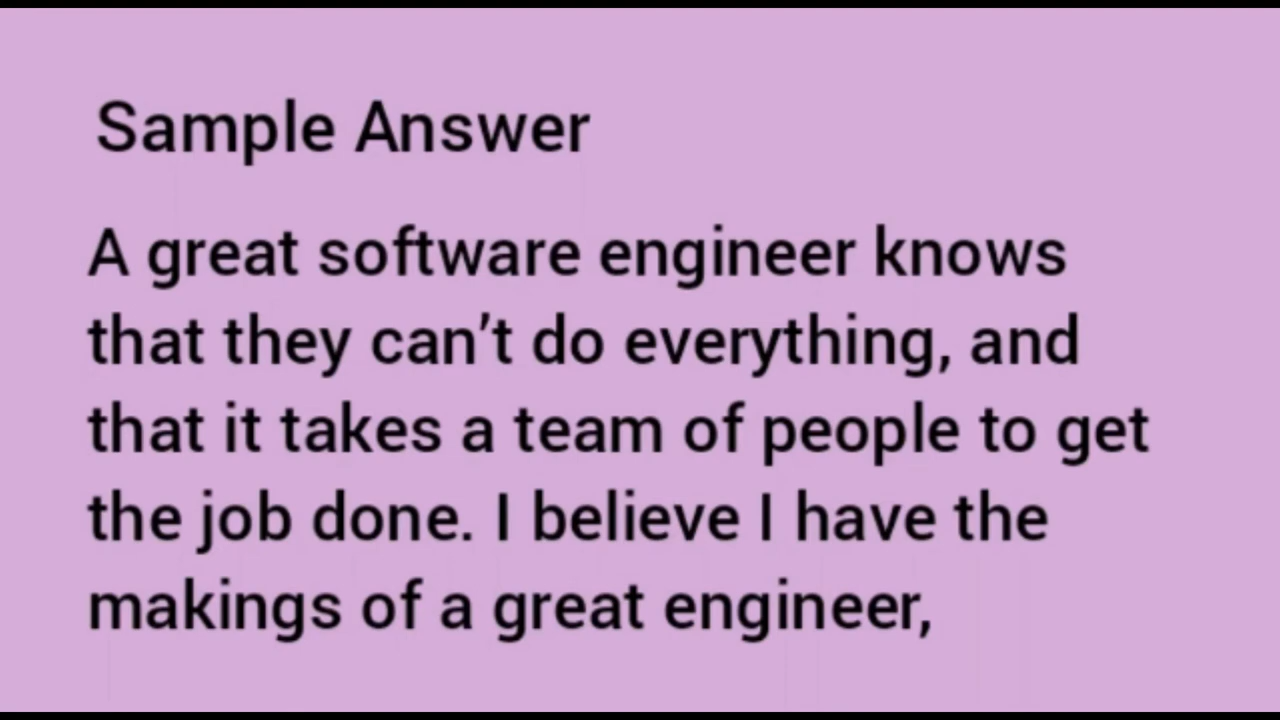 Sample Answer
A great software engineer knows
that they can’t do everything, and
that it takes a team of people to get
the job done. I believe I have the
makings of a great engineer,